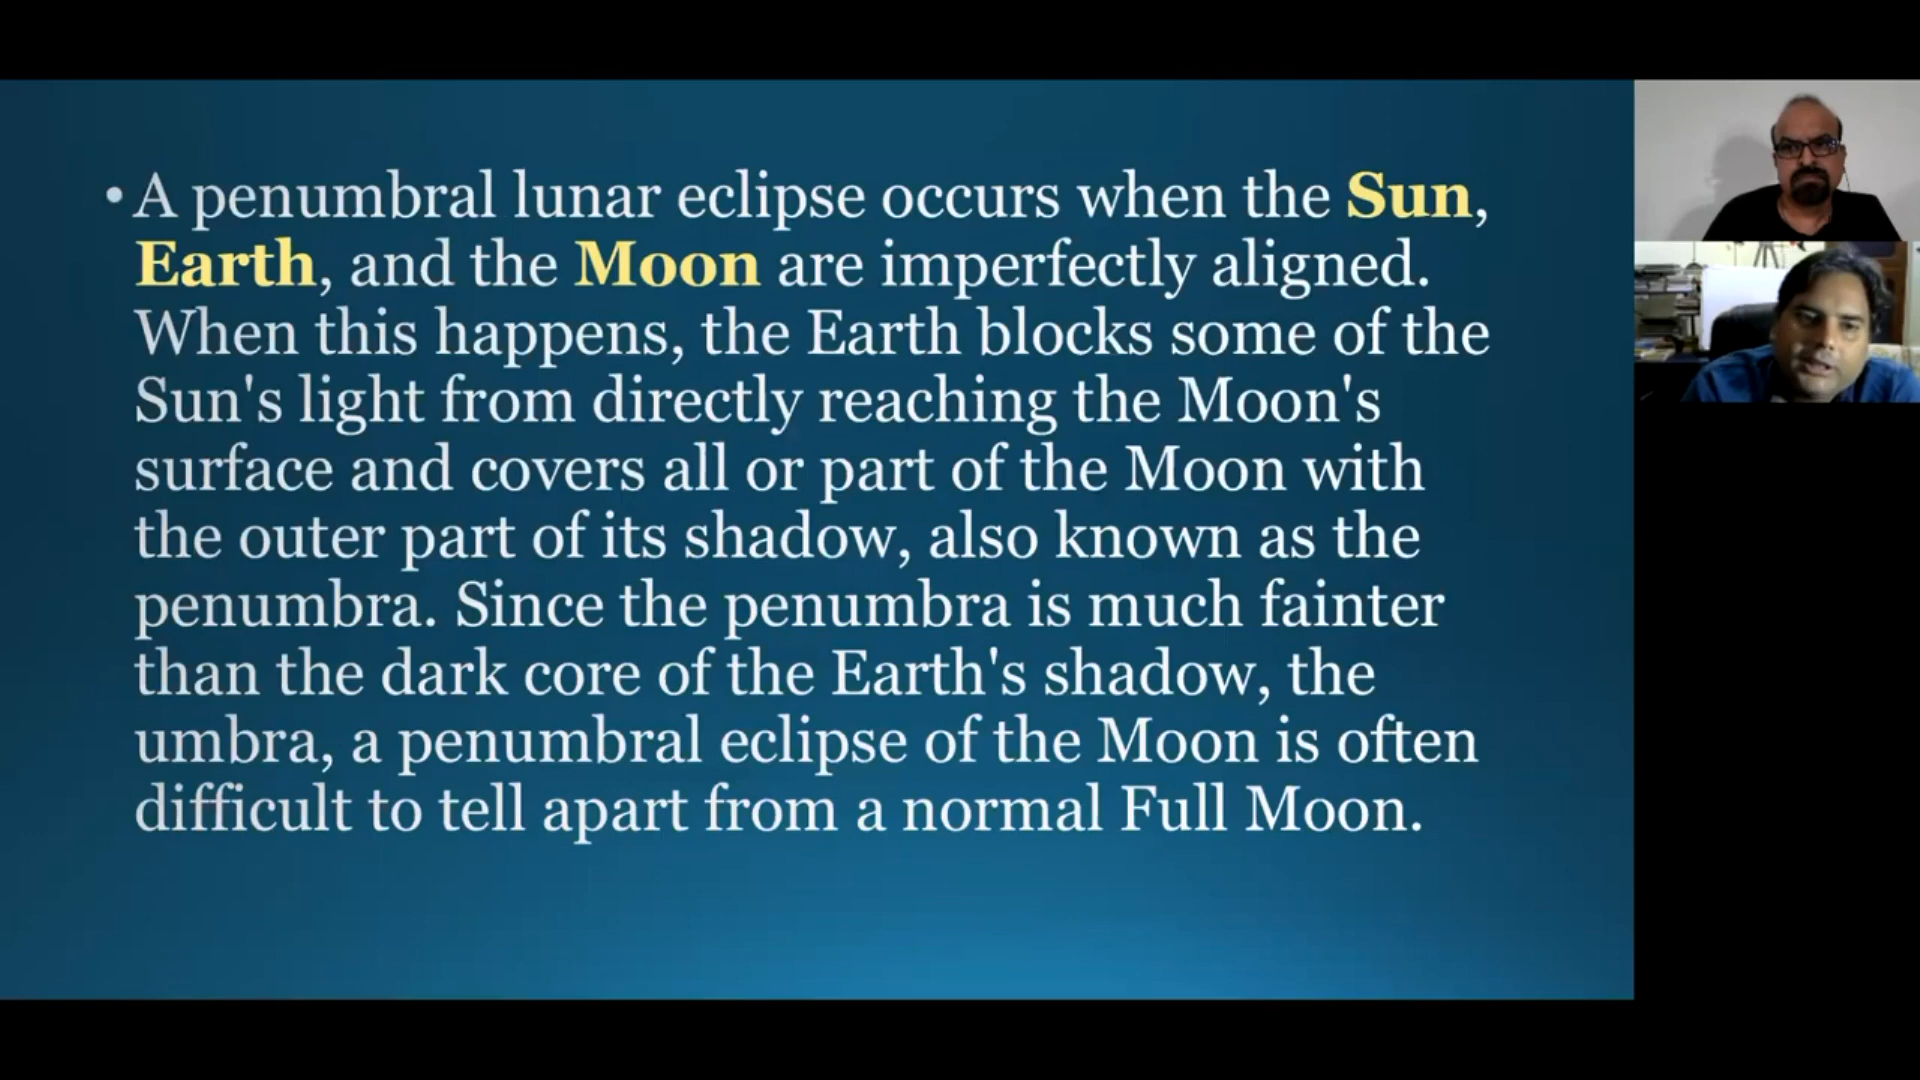 • A penumbral lunar eclipse occurs when the Sun,
Earth, and the Moon are imperfectly aligned.
When this happens, the Earth blocks some of the
Sun's light from directly reaching the Moon's
surface and covers all or part of the Moon with
the outer part of its shadow, also known as the
penumbra. Since the penumbra is much fainter
than the dark core of the Earth's shadow, the
umbra, a penumbral eclipse of the Moon is often
difficult to tell apart from a normal Full Moon.